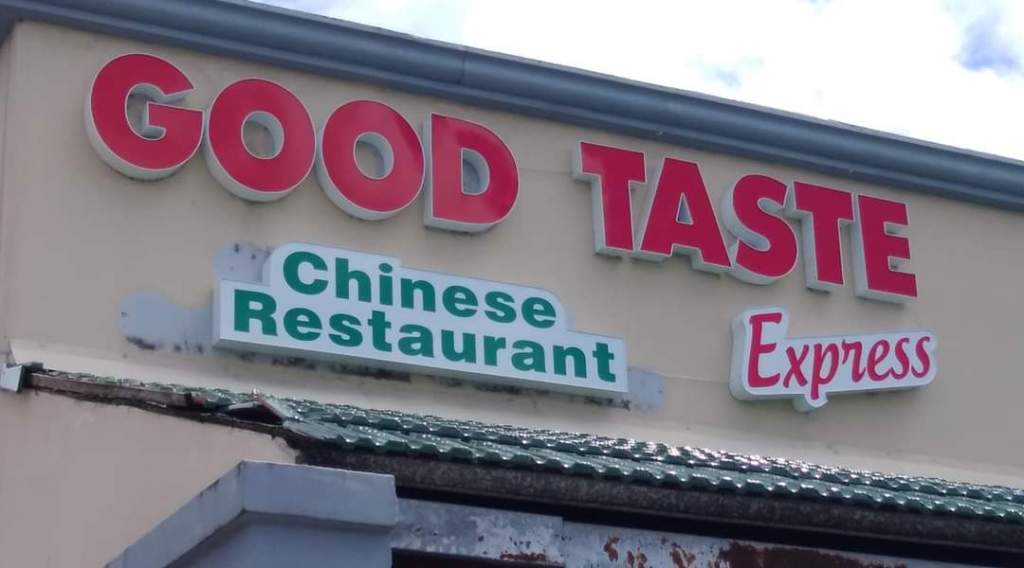 GOOD TASTE
Chinese
Restaurant
Express